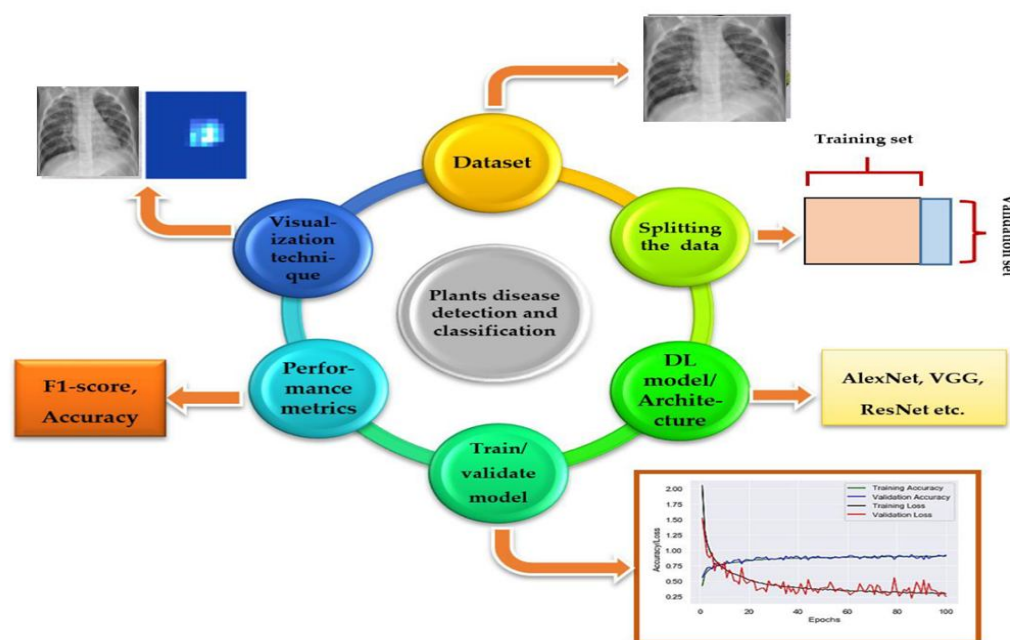 Dataset
Splitting
the data
Training set
Validation set
DL
model/
Archite-
cture
AlexNet, VGG,
ResNet etc.
Train/
validate
model
Training Accuracy
Validation Accuracy
Training Loss
Validation Loss
Accuracy/Loss
2.00
1.75
1.50
1.25
1.00
0.75
0.50
0.25
0
20
40
60
80
100
Epochs
Perfor-
mance
metrics
F1-score,
Accuracy
Visual-
ization
techni-
que
Plants disease
detection and
classification